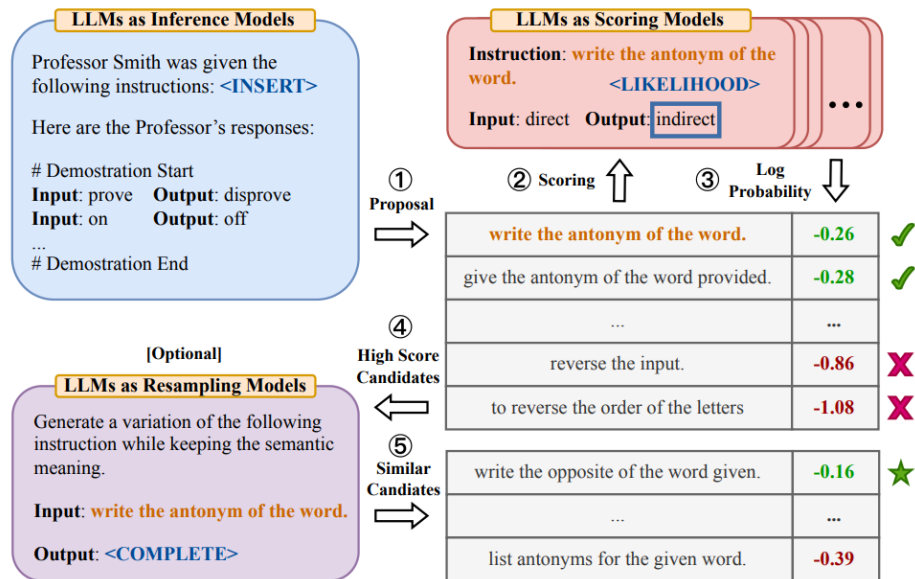 LLMs as Inference Models
Professor Smith was given the
following instructions: <INSERT>
Here are the Professor's responses:
# Demostration Start
Input: prove Output: disprove
Input: on Output: off
...
# Demostration End
LLMs as Scoring Models
Instruction: write the antonym of the
word. <LIKELIHOOD>
Input: direct Output: indirect
...
① Proposal
② Scoring
③ Log
Probability
write the antonym of the word. -0.26
give the antonym of the word provided. -0.28
... ...
reverse the input. -0.86
to reverse the order of the letters -1.08
④
High Score
Candidates
[Optional]
LLMs as Resampling Models
Generate a variation of the following
instruction while keeping the semantic
meaning.
Input: write the antonym of the word.
Output: <COMPLETE>
⑤
Similar
Candiates
write the opposite of the word given. -0.16
... ...
list antonyms for the given word. -0.39